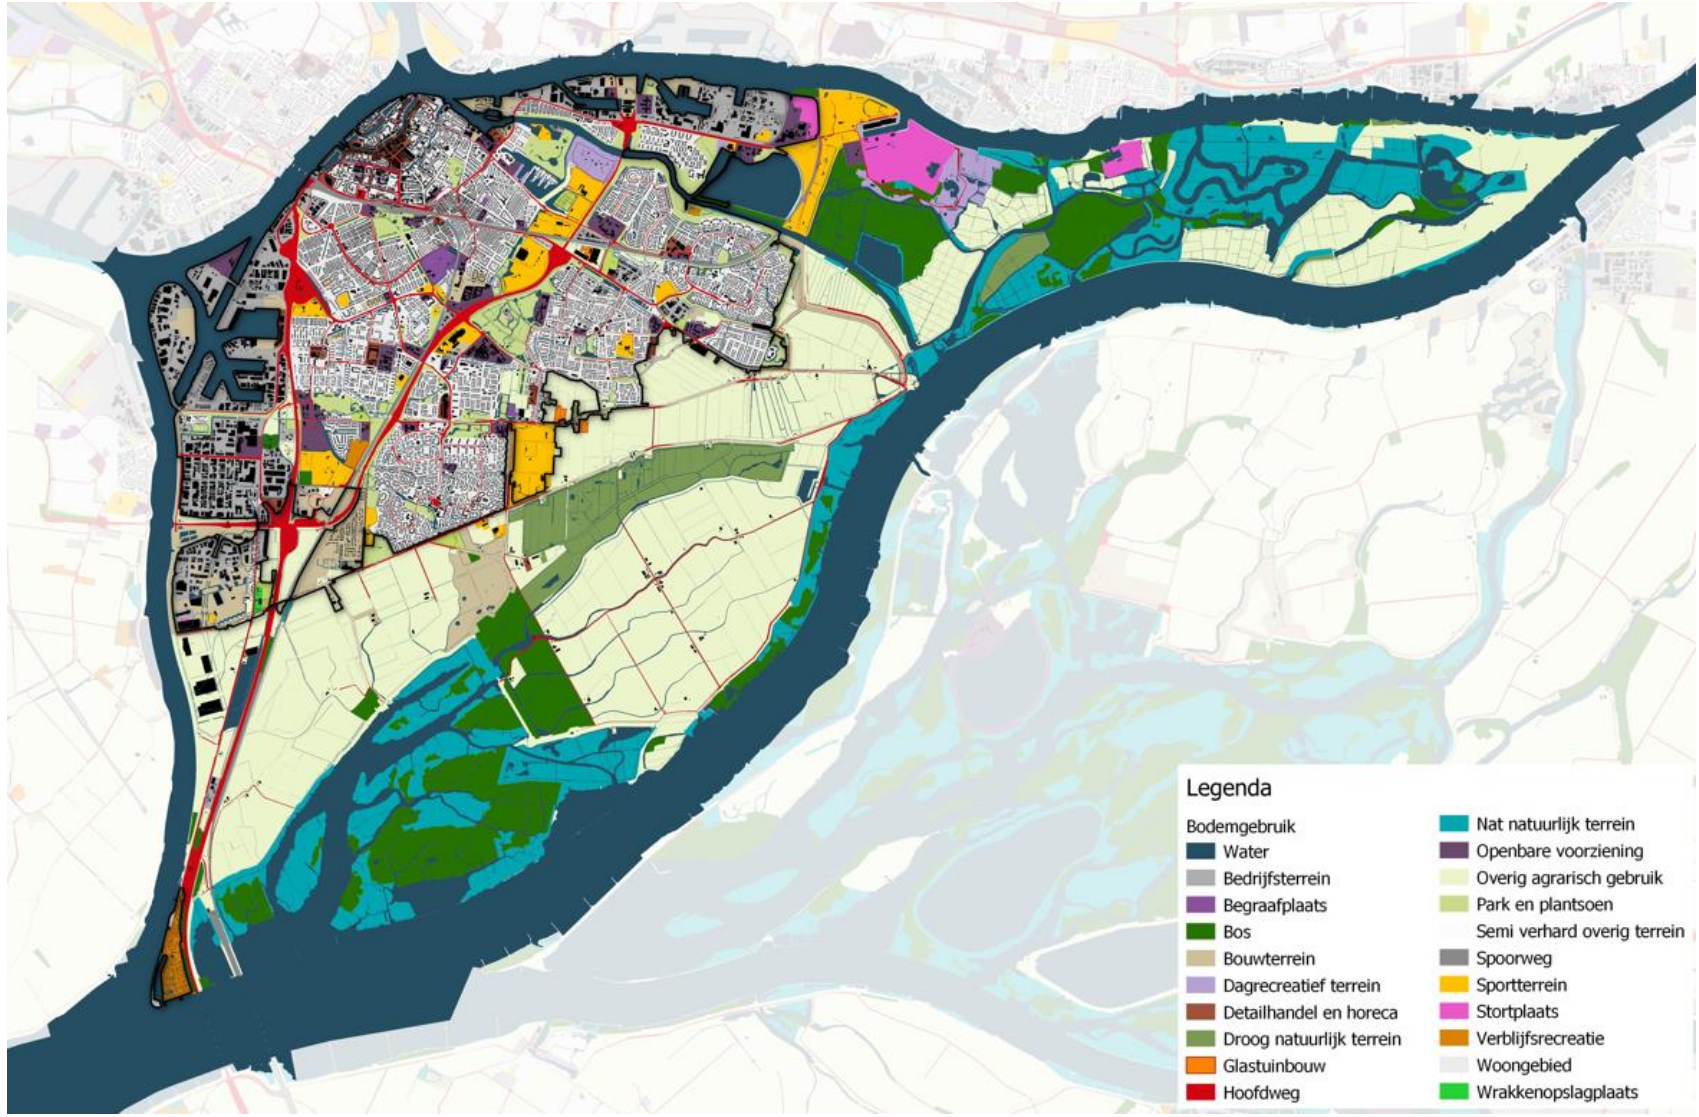 Legenda
Bodemgebruik
Water
Bedrijfsterrein
Begraafplaats
Bos
Bouwterrein
Dagrecreatief terrein
Detailhandel en horeca
Droog natuurlijk terrein
Glastuinbouw
Hoofdweg
Nat natuurlijk terrein
Openbare voorziening
Overig agrarisch gebruik
Park en plantsoen
Semi verhard overig terrein
Spoorweg
Sportterrein
Stortplaats
Verblijfsrecreatie
Woongebied
Wrakkenopslagplaats